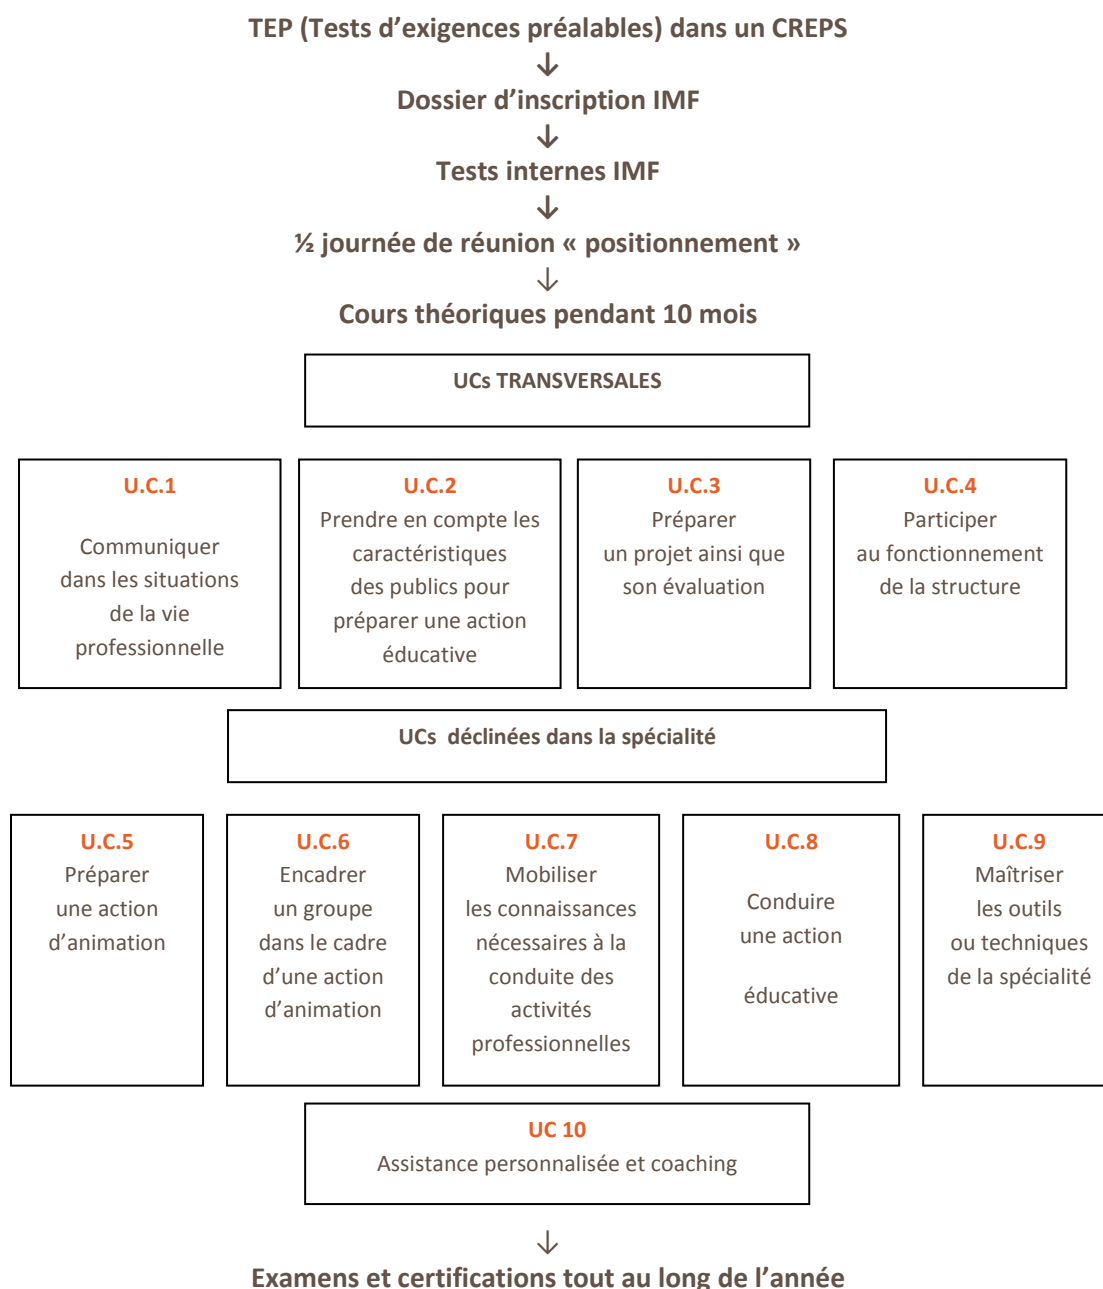 TEP (Tests d’exigences préalables) dans un CREPS
↓
Dossier d’inscription IMF
↓
Tests internes IMF
↓
½ journée de réunion « positionnement »
↓
Cours théoriques pendant 10 mois
UCs TRANSVERSALES
U.C.1
Communiquer
dans les situations
de la vie
professionnelle
U.C.2
Prendre en compte les
caractéristiques
des publics pour
préparer une action
éducative
U.C.3
Préparer
un projet ainsi que
son évaluation
U.C.4
Participer
au fonctionnement
de la structure
UCs déclinées dans la spécialité
U.C.5
Préparer
une action
d’animation
U.C.6
Encadrer
un groupe
dans le cadre
d’une action
d’animation
U.C.7
Mobiliser
les connaissances
nécessaires à la
conduite des
activités
professionnelles
U.C.8
Conduire
une action
éducative
U.C.9
Maîtriser
les outils
ou techniques
de la spécialité
UC 10
Assistance personnalisée et coaching
↓
Examens et certifications tout au long de l’année